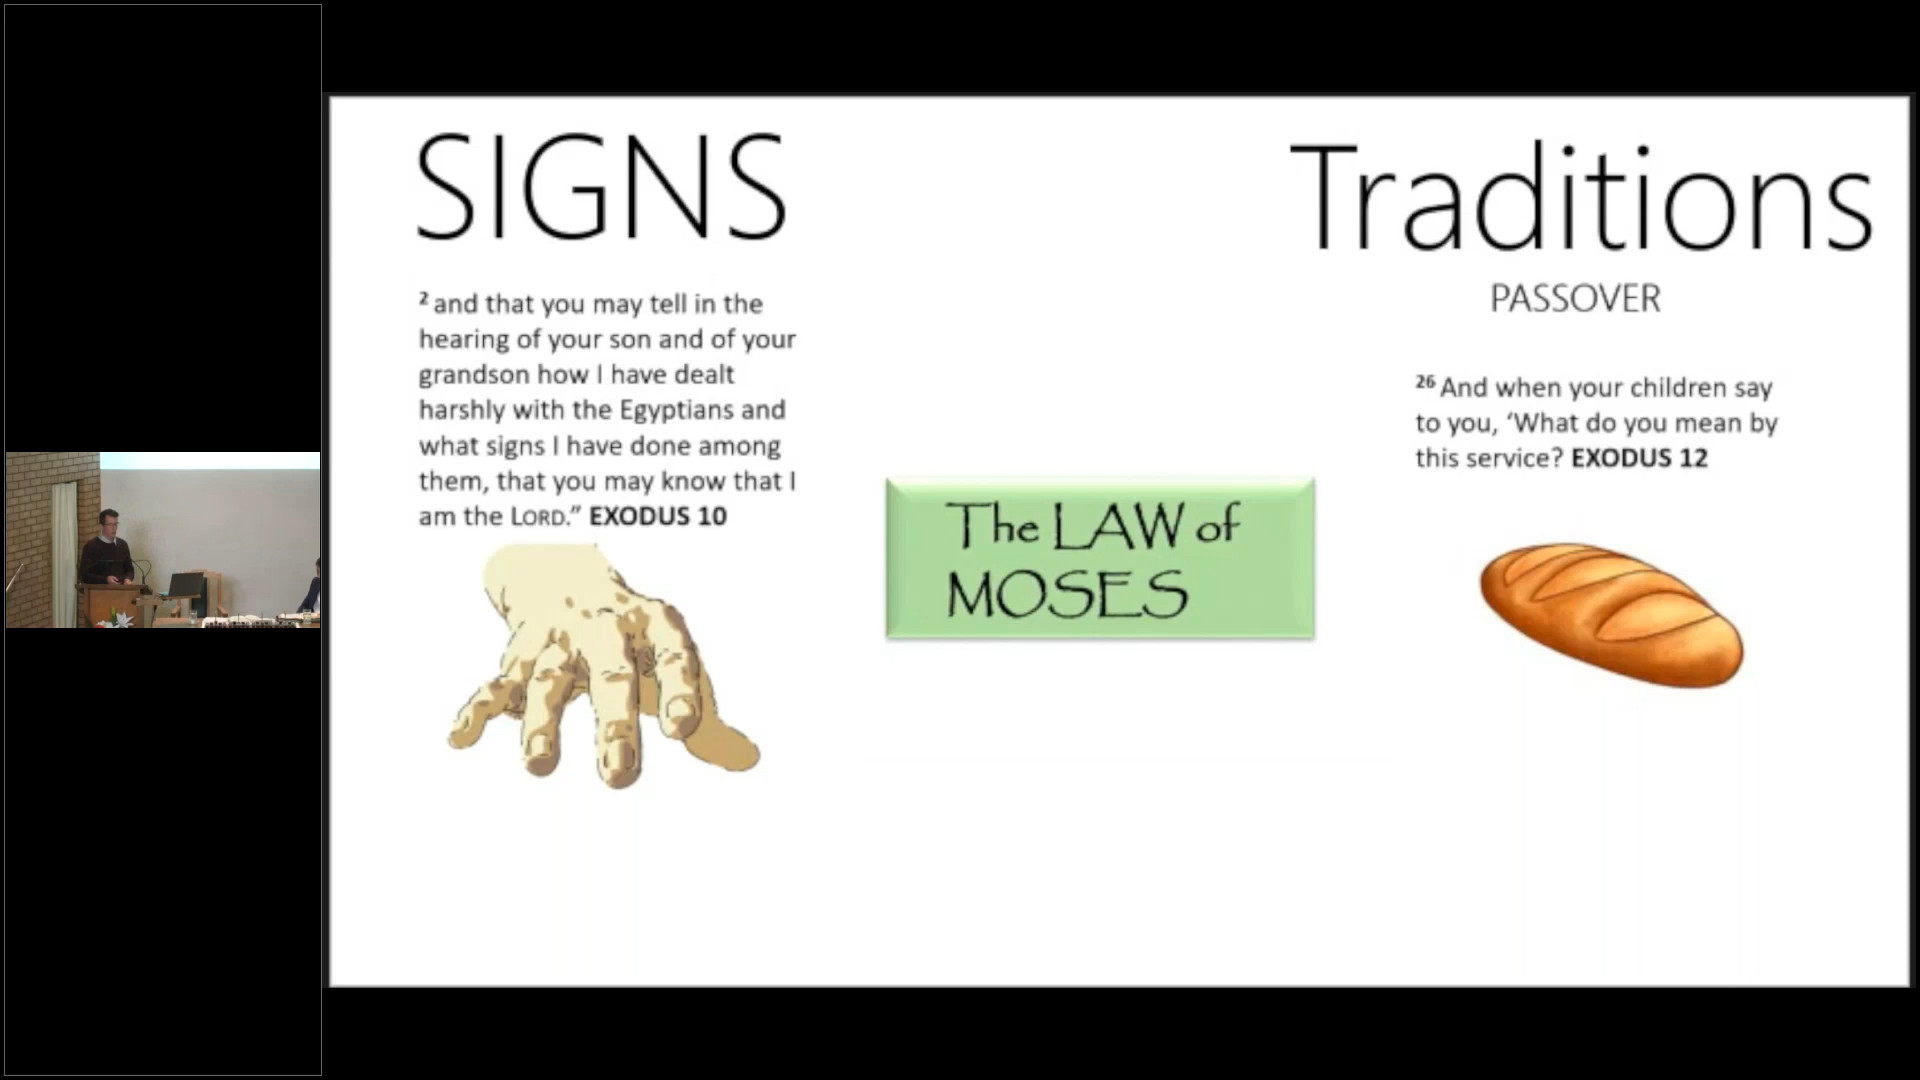 SIGNS
² and that you may tell in the
hearing of your son and of your
grandson how I have dealt
harshly with the Egyptians and
what signs I have done among
them, that you may know that I
am the LORD.” EXODUS 10
The LAW of
MOSES
Traditions
PASSOVER
²⁶ And when your children say
to you, ‘What do you mean by
this service? EXODUS 12